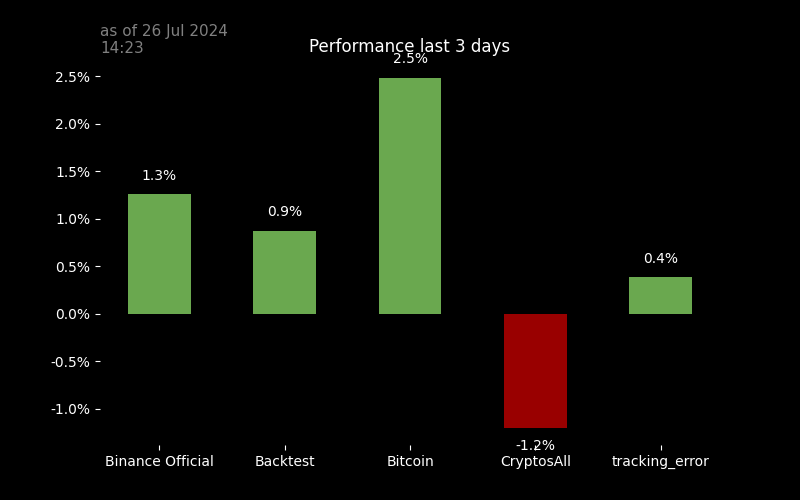 as of 26 Jul 2024
14:23
Performance last 3 days
2.5%
2.5%
2.0%
1.5%
1.3%
1.0%
0.9%
0.5%
0.4%
0.0%
-0.5%
-1.0%
-1.2%
Binance Official
Backtest
Bitcoin
CryptosAll
tracking_error